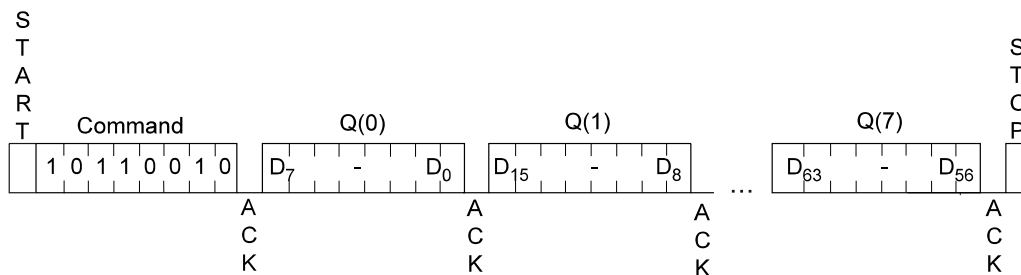 START
Command
Q(0)
Q(1)
Q(7)
STOP
1 0 1 1 0 0 1 0
D7 - D0
D15 - D8
...
D63 - D56
ACK
ACK
ACK
ACK